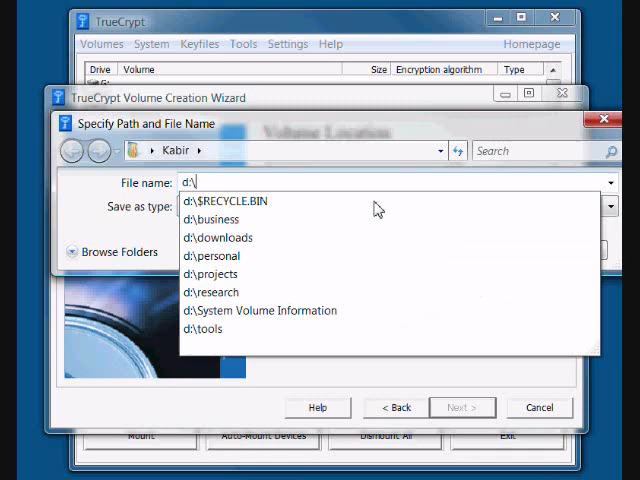 TrueCrypt
Volumes System Keyfiles Tools Settings Help Homepage
Drive Volume Size Encryption algorithm Type
TrueCrypt Volume Creation Wizard
Specify Path and File Name
Volume Location
Kabir
Search
File name: d:\
Save as type:
d:\$RECYCLE.BIN
d:\business
d:\downloads
d:\personal
d:\projects
d:\research
d:\System Volume Information
d:\tools
Browse Folders
Help < Back Next > Cancel
Mount Auto-Mount Devices Dismount All Exit